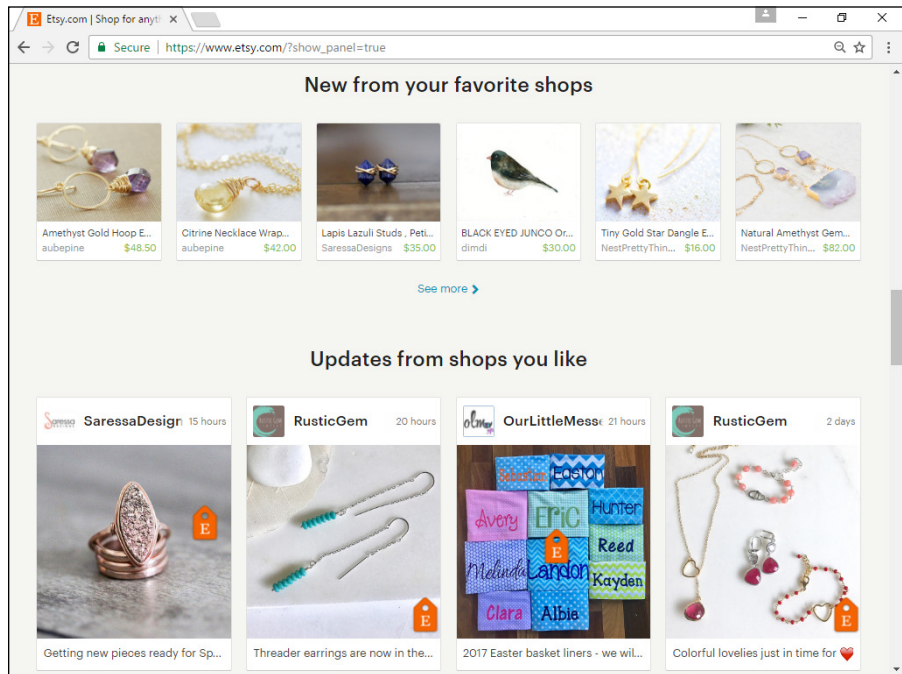 Etsy.com | Shop for anyth
Secure | https://www.etsy.com/?show_panel=true
New from your favorite shops
Amethyst Gold Hoop E...
aubepine $48.50
Citrine Necklace Wrap...
aubepine $42.00
Lapis Lazuli Studs , Peti...
SaressaDesigns $35.00
BLACK EYED JUNCO Or...
dimdi $30.00
Tiny Gold Star Dangle E...
NestPrettyThin... $16.00
Natural Amethyst Gem...
NestPrettyThin... $82.00
See more
Updates from shops you like
Saressa
SaressaDesign 15 hours
E
Getting new pieces ready for Sp...
RusticGem 20 hours
E
Threader earrings are now in the...
olm
OurLittleMess 21 hours
Sebastian Easton
Avery Eric Hunter
Reed
Melinda Landon Kayden
Clara Albie
E
2017 Easter basket liners - we wil...
RusticGem 2 days
E
Colorful lovelies just in time for ❤️